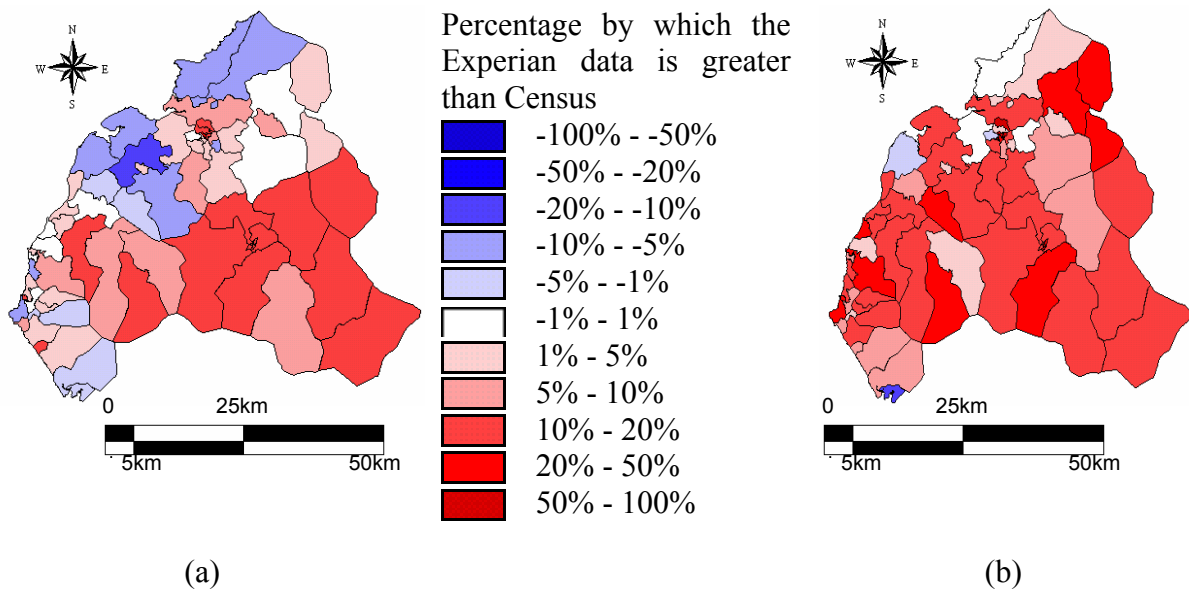 N
W E
S
0 25km
5km 50km
(a)
Percentage by which the
Experian data is greater
than Census
-100% - -50%
-50% - -20%
-20% - -10%
-10% - -5%
-5% - -1%
-1% - 1%
1% - 5%
5% - 10%
10% - 20%
20% - 50%
50% - 100%
N
W E
S
0 25km
5km 50km
(b)